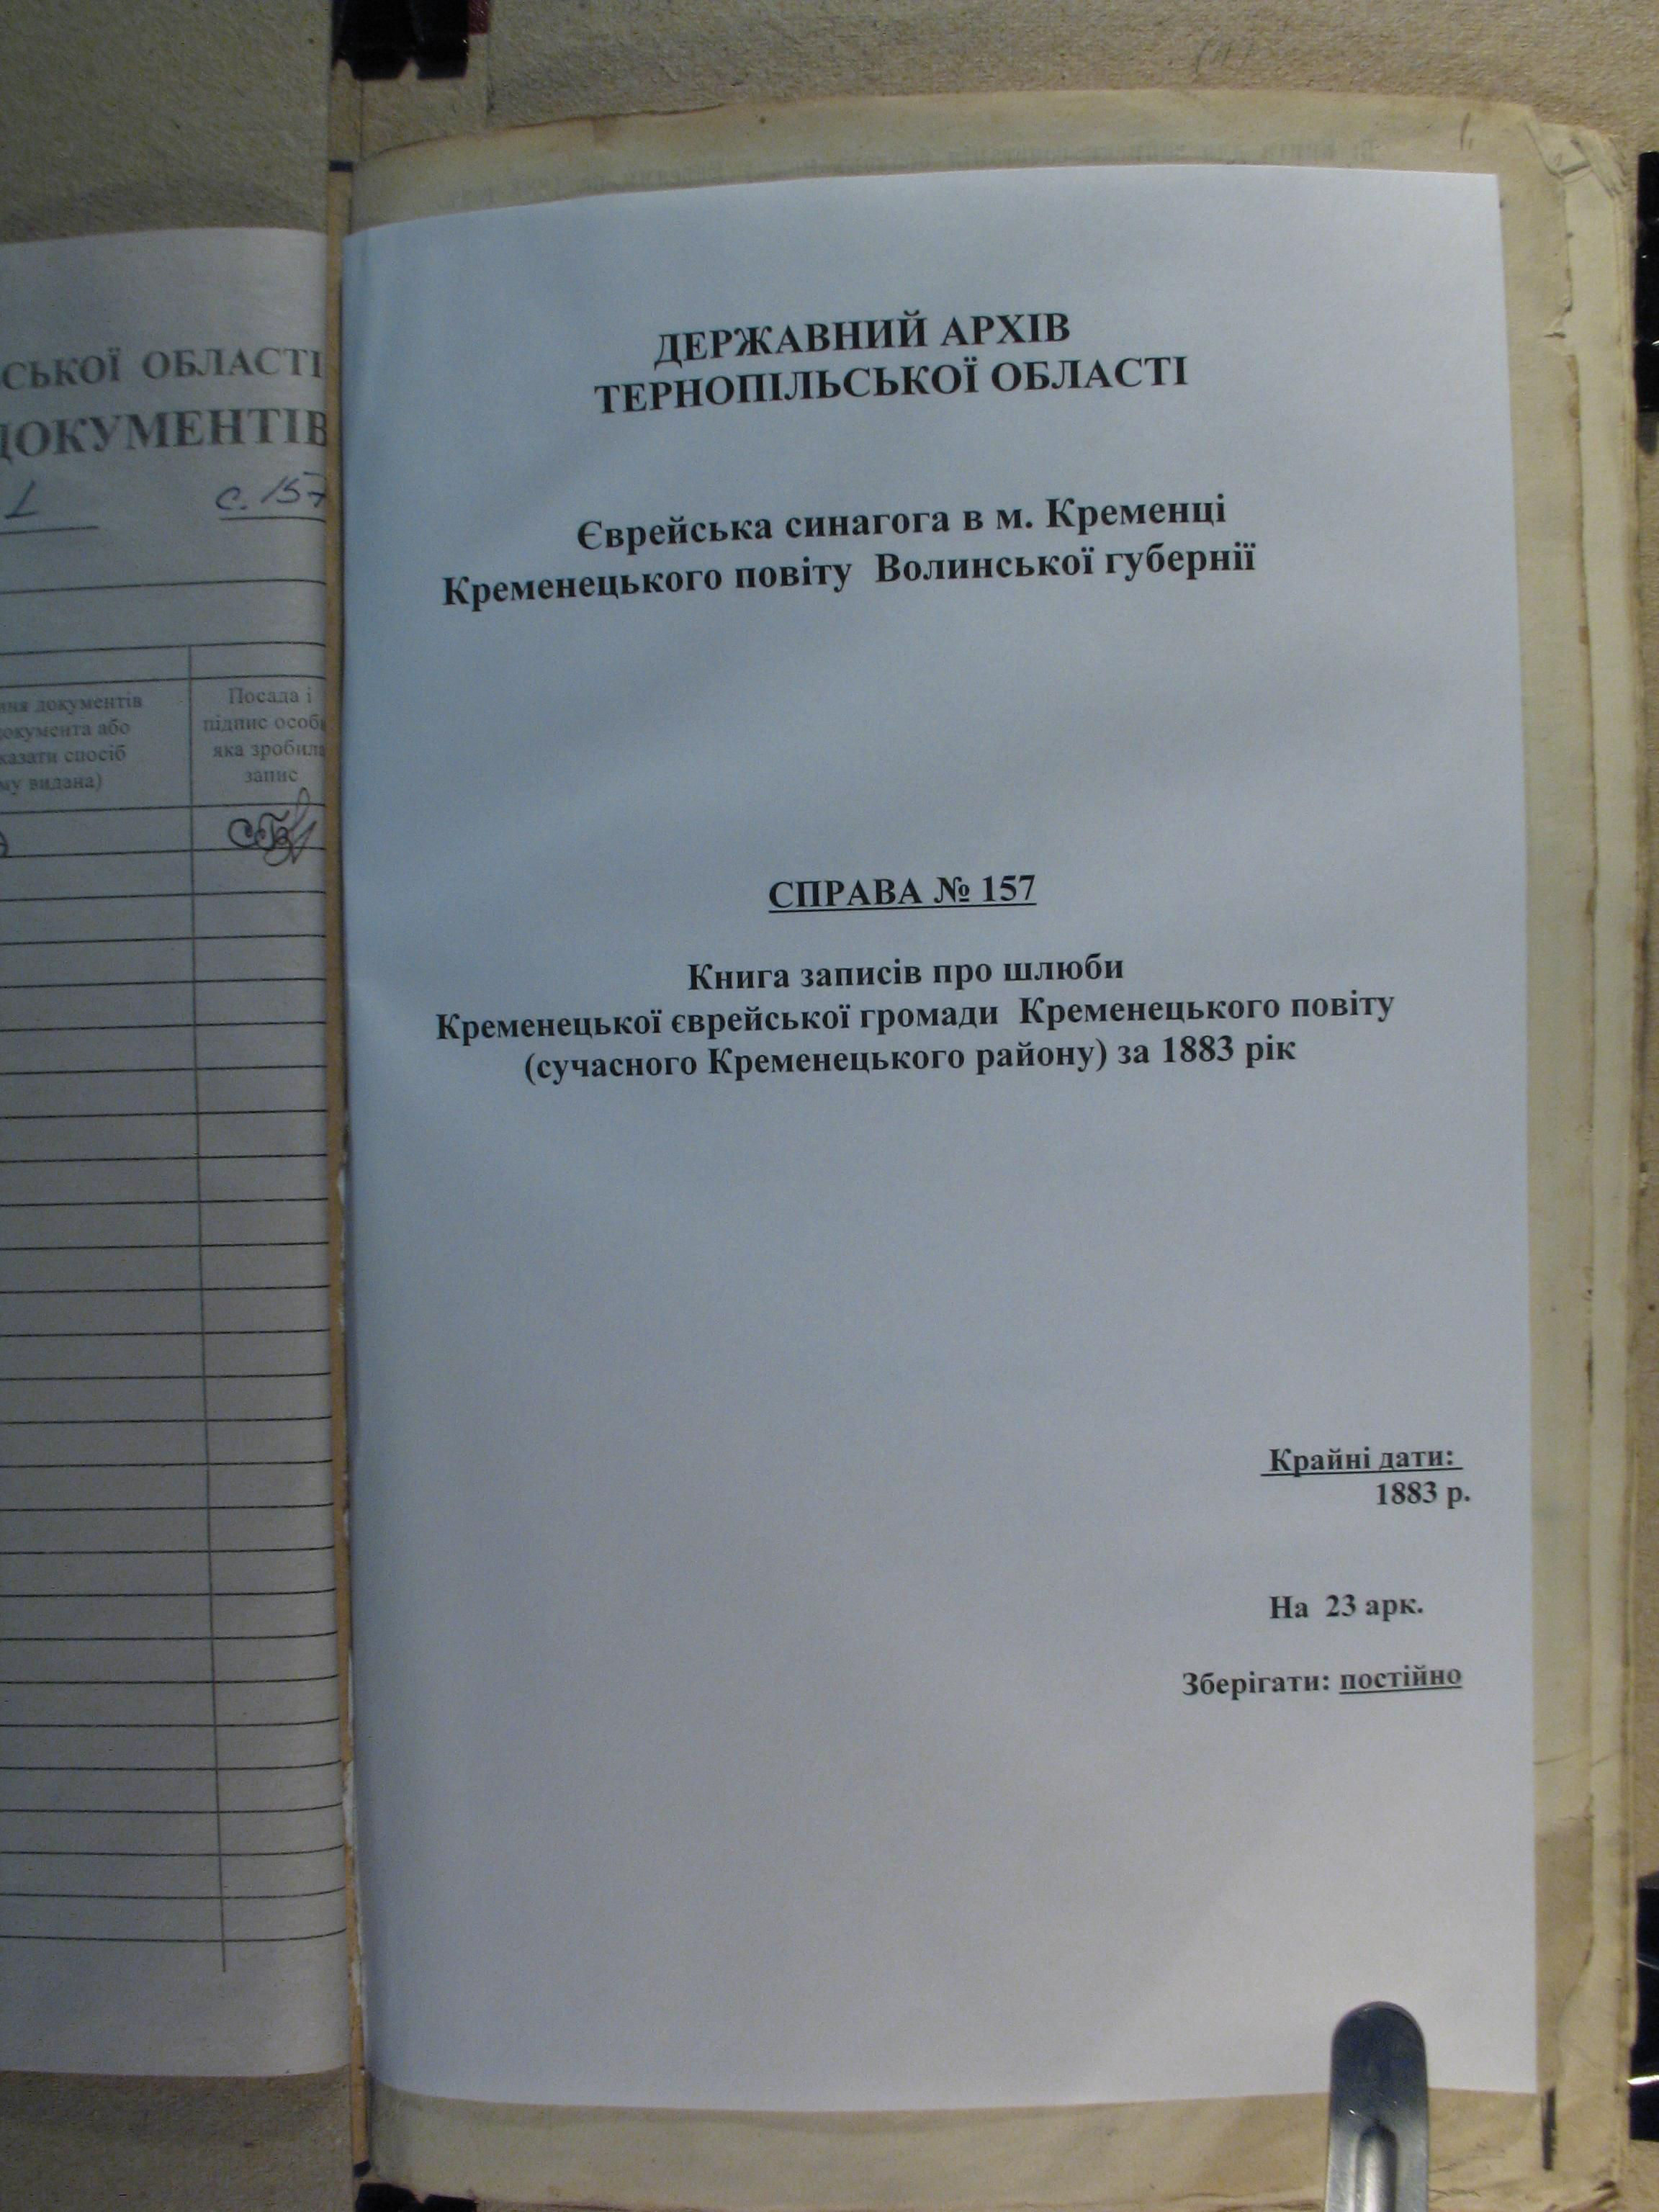 СЬКОЇ ОБЛАСТІ
ДОКУМЕНТІВ
с. 157
документів
документа або
казати спосіб
му видана)
Посада і
підпис особи
яка зробила
запис
ДЕРЖАВНИЙ АРХІВ
ТЕРНОПІЛЬСЬКОЇ ОБЛАСТІ
Єврейська синагога в м. Кременці
Кременецького повіту Волинської губернії
СПРАВА № 157
Книга записів про шлюби
Кременецької єврейської громади Кременецького повіту
(сучасного Кременецького району) за 1883 рік
Крайні дати:
1883 р.
На 23 арк.
Зберігати: постійно